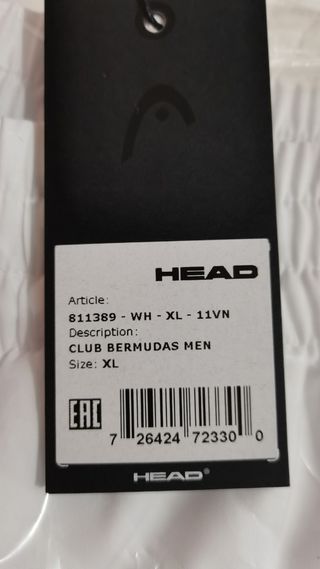 HEAD
Article:
811389 - WH - XL - 11VN
Description:
CLUB BERMUDAS MEN
Size: XL
EAC
7 26424 72330 0
HEAD®